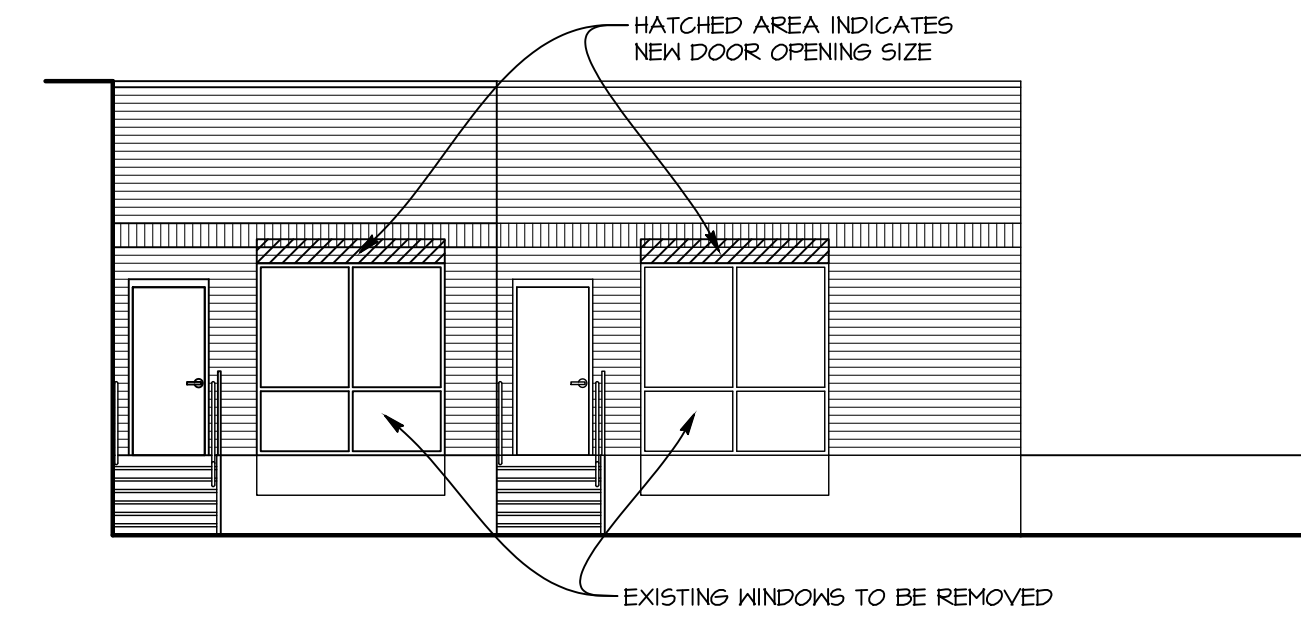 HATCHED AREA INDICATES
NEW DOOR OPENING SIZE
EXISTING WINDOWS TO BE REMOVED